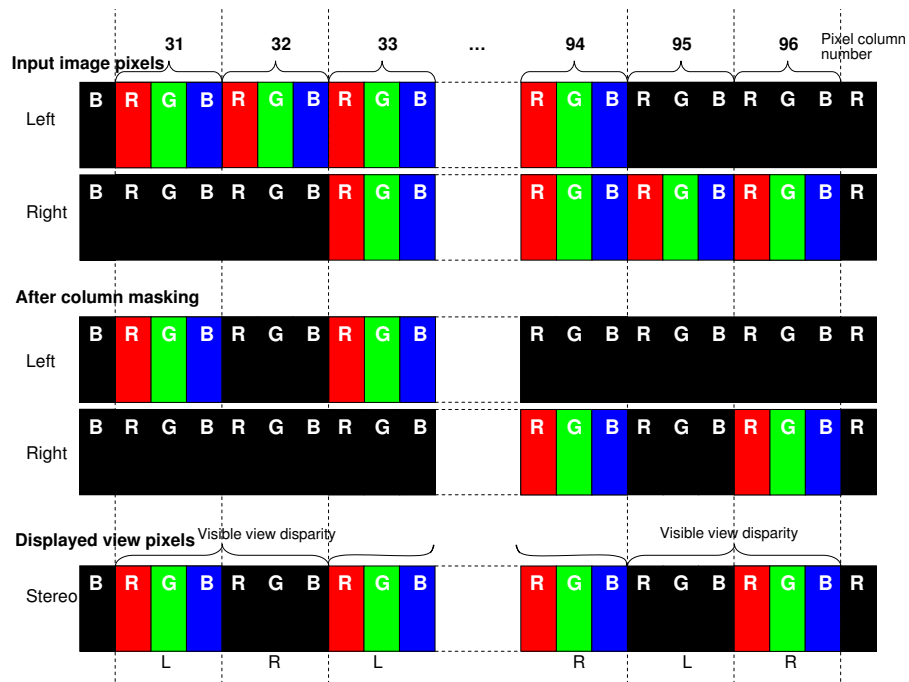 31 32 33 ... 94 95 96 Pixel column number
Input image pixels
B R G B R G B R G B R G B R G B R G B R
Left
B R G B R G B R G B R G B R G B R G B R
Right
After column masking
B R G B R G B R G B R G B R G B R G B R
Left
B R G B R G B R G B R G B R G B R G B R
Right
Displayed view pixels Visible view disparity Visible view disparity
B R G B R G B R G B R G B R G B R G B R
Stereo
L R L R L R